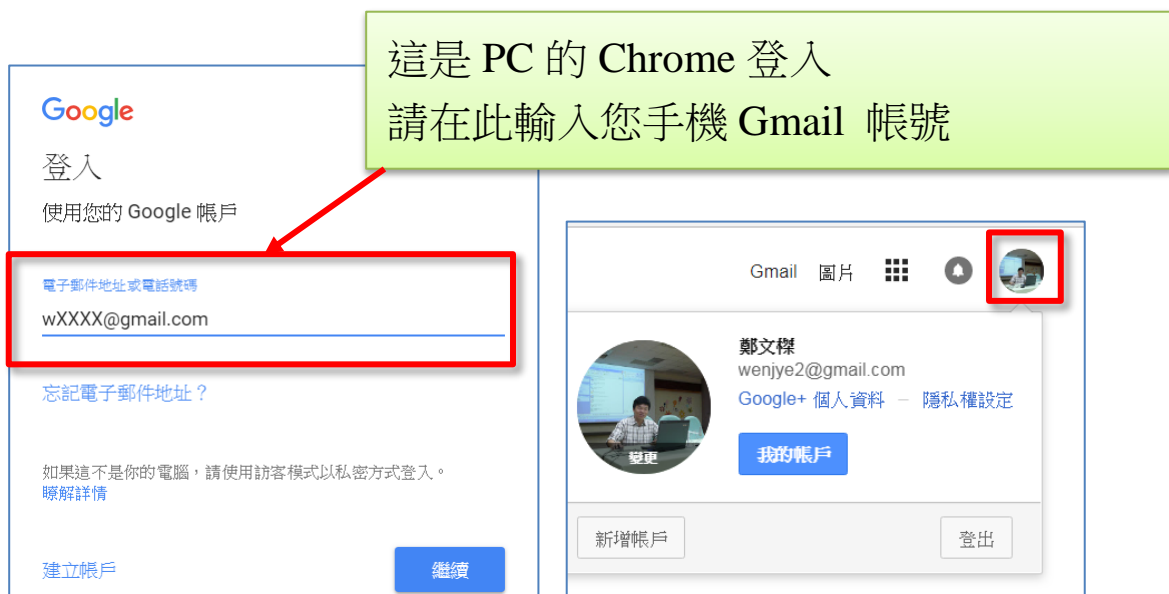 這是 PC 的 Chrome 登入
請在此輸入您手機 Gmail 帳號
Google
登入
使用您的 Google 帳戶
電子郵件地址或電話號碼
wXXXX@gmail.com
忘記電子郵件地址？
如果這不是你的電腦，請使用訪客模式以私密方式登入。
瞭解詳情
建立帳戶
繼續
Gmail 圖片
鄭文櫸
wenjye2@gmail.com
Google+ 個人資料 – 隱私權設定
變更
我的帳戶
新增帳戶
登出